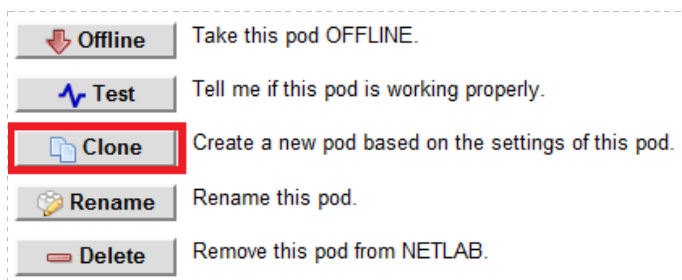 Offline Take this pod OFFLINE.
Test Tell me if this pod is working properly.
Clone Create a new pod based on the settings of this pod.
Rename Rename this pod.
Delete Remove this pod from NETLAB.